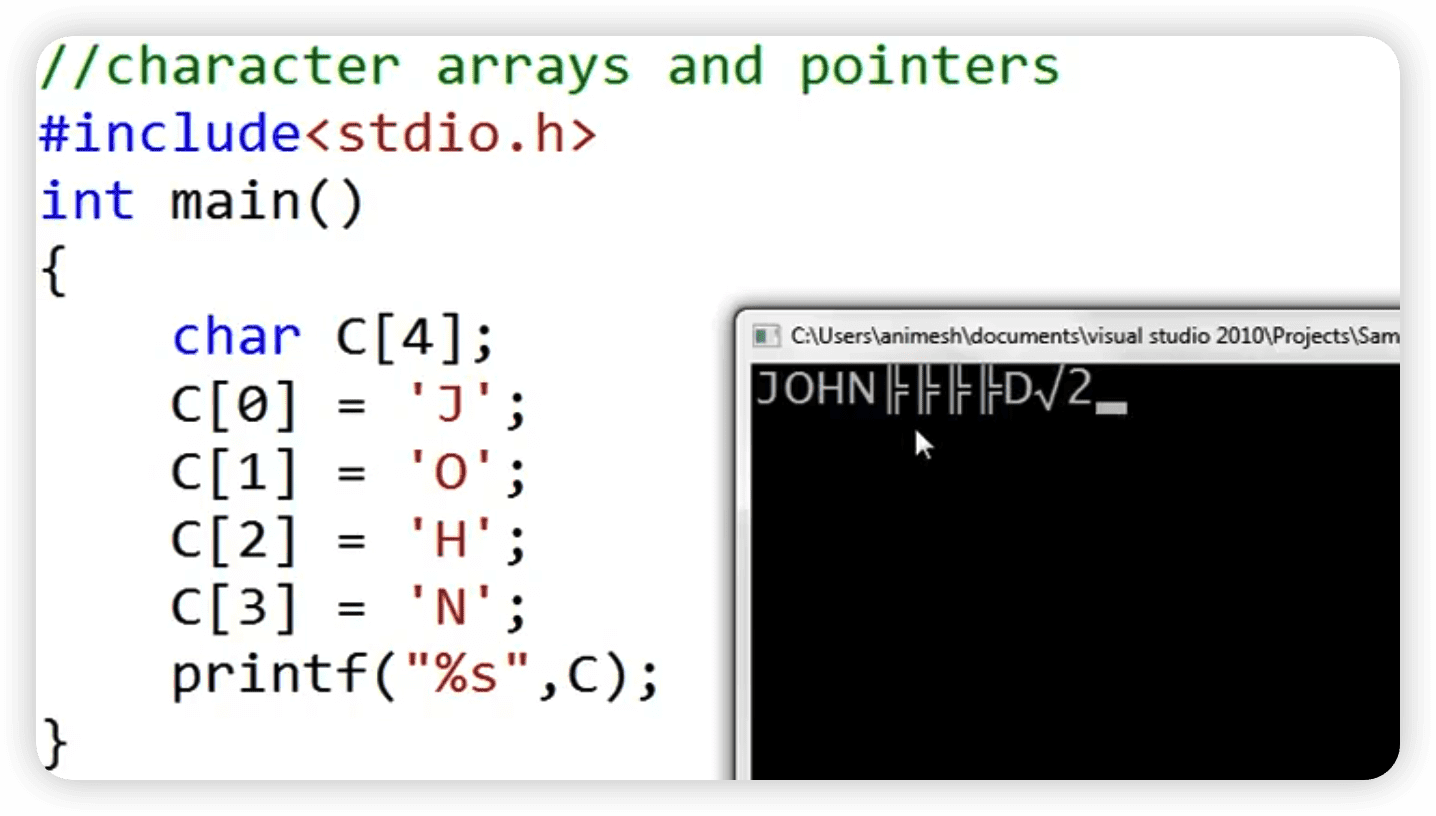 //character arrays and pointers
#include<stdio.h>
int main()
{
char C[4];
C[0] = 'J';
C[1] = 'O';
C[2] = 'H';
C[3] = 'N';
printf("%s",C);
}
C:\Users\animesh\documents\visual studio 2010\Projects\Sam
JOHN╠╠╠╠D√2